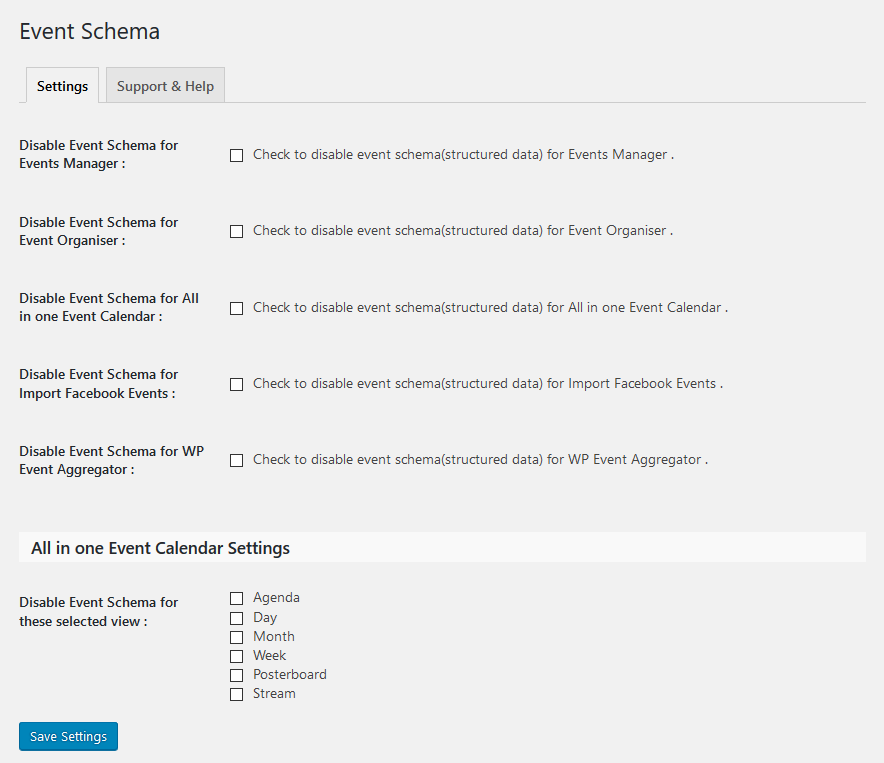 Event Schema
Settings
Support & Help
Disable Event Schema for
Events Manager :
Check to disable event schema(structured data) for Events Manager .
Disable Event Schema for
Event Organiser :
Check to disable event schema(structured data) for Event Organiser .
Disable Event Schema for All
in one Event Calendar :
Check to disable event schema(structured data) for All in one Event Calendar .
Disable Event Schema for
Import Facebook Events :
Check to disable event schema(structured data) for Import Facebook Events .
Disable Event Schema for WP
Event Aggregator :
Check to disable event schema(structured data) for WP Event Aggregator .
All in one Event Calendar Settings
Disable Event Schema for
these selected view :
Agenda
Day
Month
Week
Posterboard
Stream
Save Settings